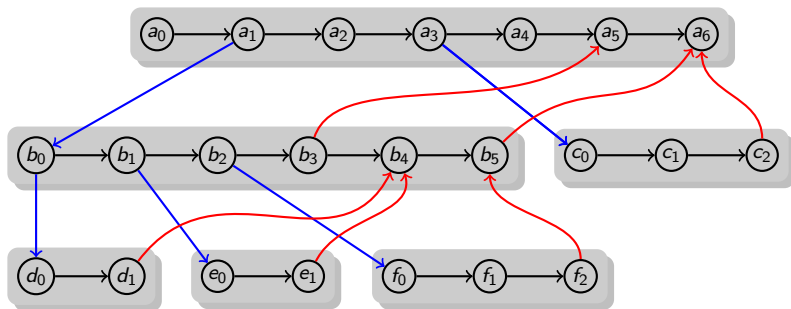 a₀ a₁ a₂ a₃ a₄ a₅ a₆
b₀ b₁ b₂ b₃ b₄ b₅ c₀ c₁ c₂
d₀ d₁ e₀ e₁ f₀ f₁ f₂